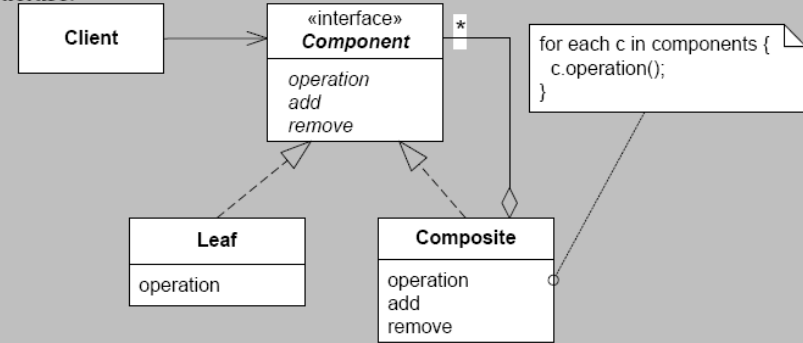 Client
«interface»
Component
*
operation
add
remove
for each c in components {
c.operation();
}
Leaf
operation
Composite
operation
add
remove